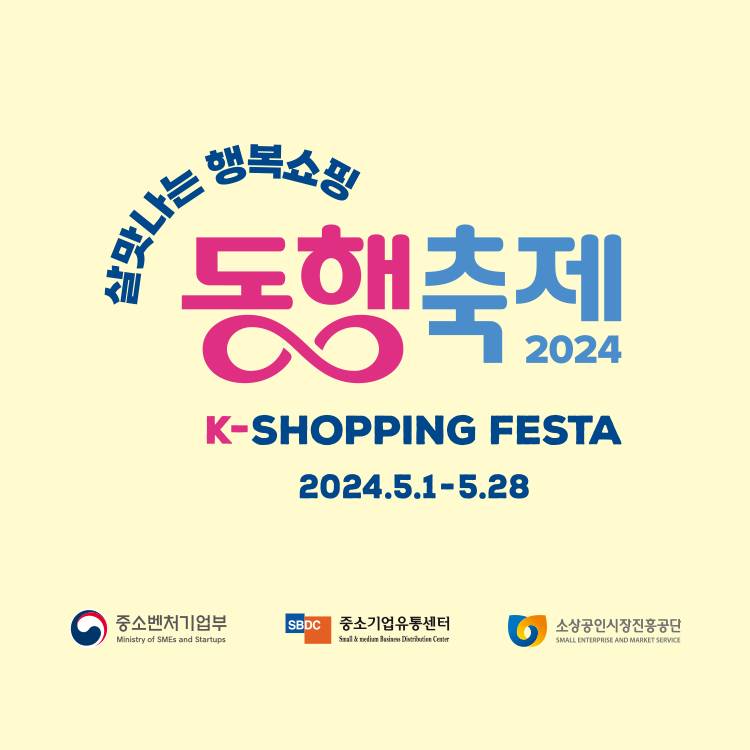 살맛나는 행복쇼핑
동행축제
2024
K-SHOPPING FESTA
2024.5.1-5.28
중소벤처기업부
Ministry of SMEs and Startups
SBDC
중소기업유통센터
Small & medium Business Distribution Center
소상공인시장진흥공단
SMALL ENTERPRISE AND MARKET SERVICE